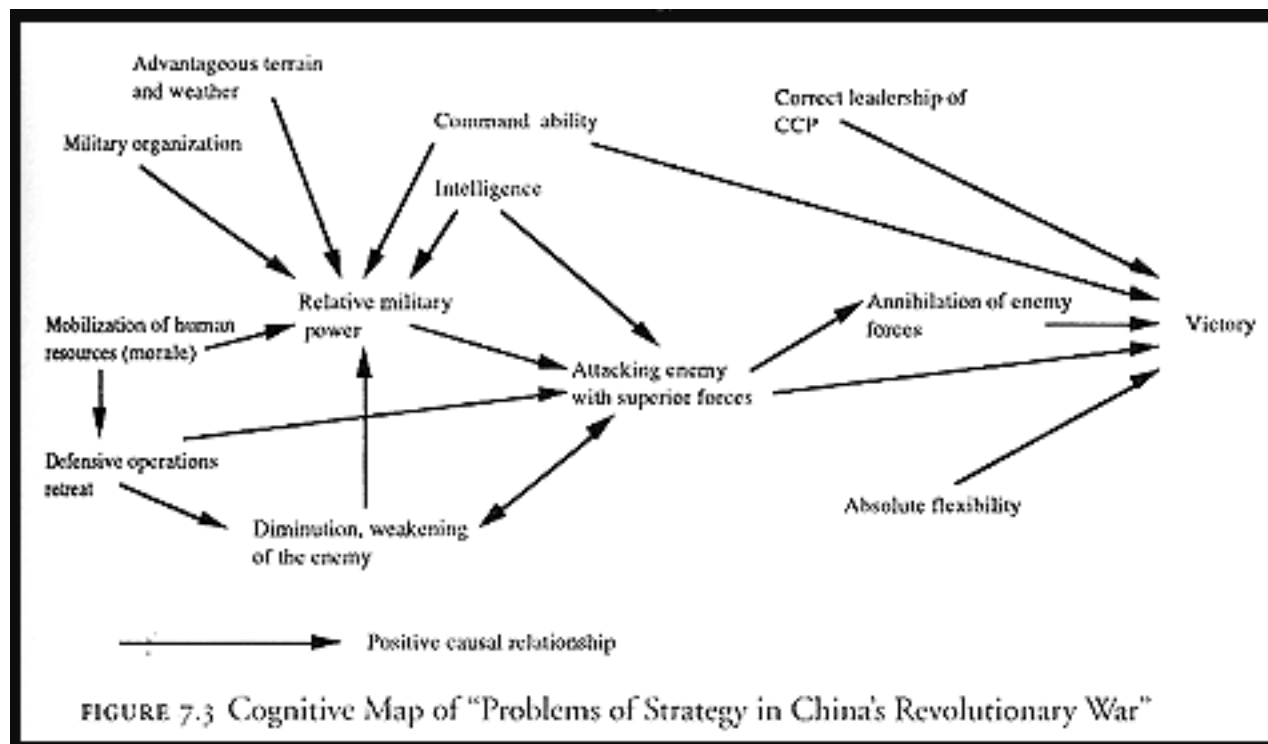 Advantageous terrain
and weather
Correct leadership of
CCP
Command ability
Military organization
Intelligence
Relative military
power
Annihilation of enemy
forces
Mobilization of human
resources (morale)
Victory
Attacking enemy
with superior forces
Defensive operations
retreat
Absolute flexibility
Diminution, weakening
of the enemy
Positive causal relationship
FIGURE 7.3 Cognitive Map of “Problems of Strategy in China’s Revolutionary War”